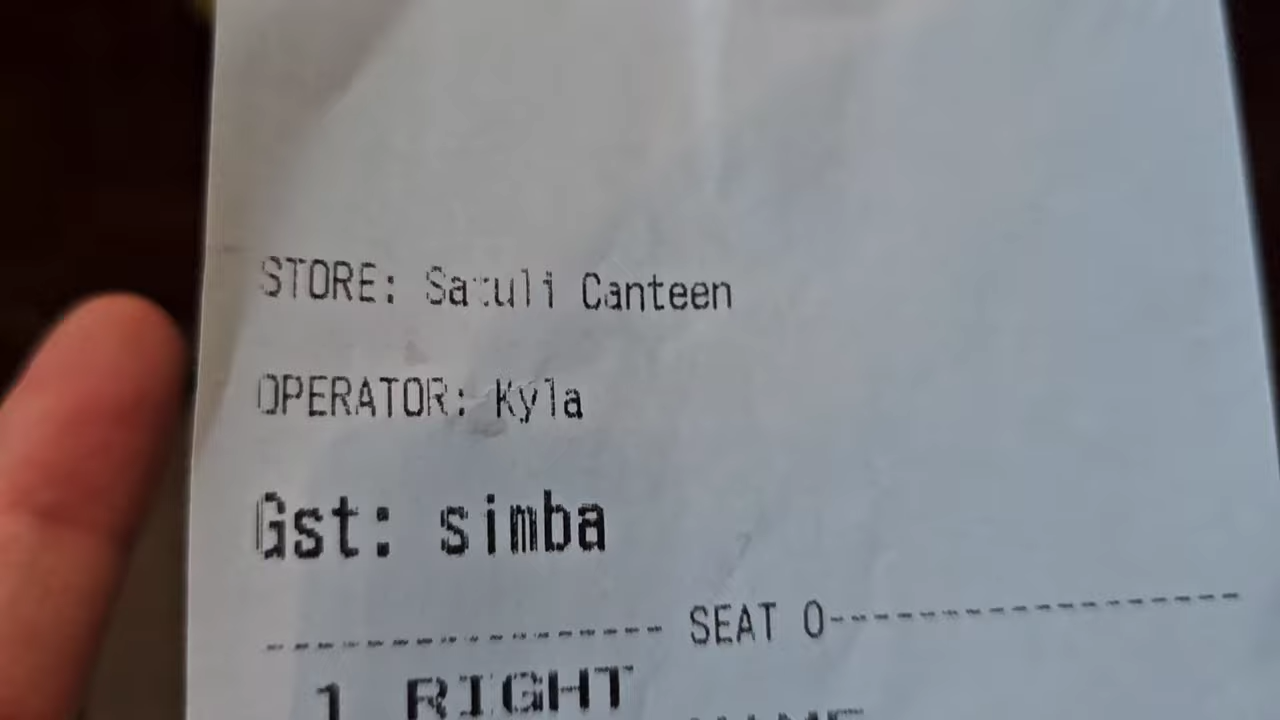 STORE: Satuli Canteen
OPERATOR: Kyla
Gst: simba
------------------ SEAT 0------------------
1 RIGHT